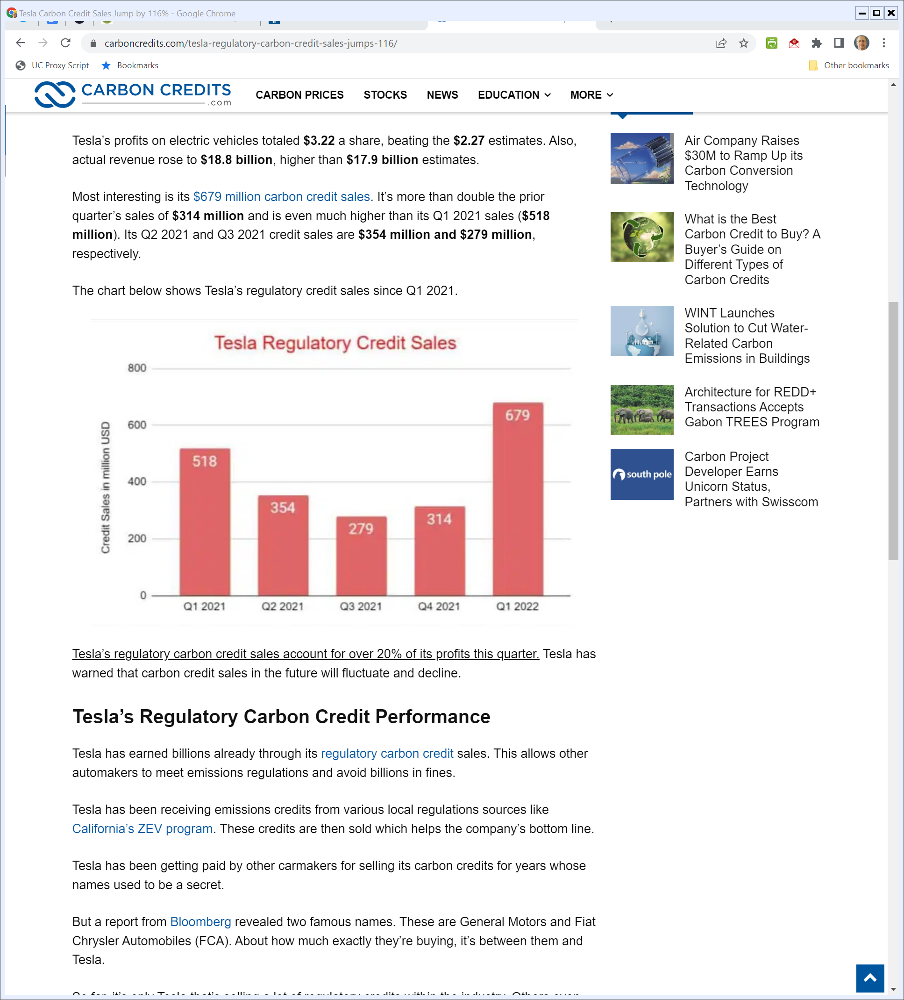 Tesla Carbon Credit Sales Jump by 116% - Google Chrome
carboncredits.com/tesla-regulatory-carbon-credit-sales-jumps-116/
UC Proxy Script
Bookmarks
Other bookmarks
CARBON CREDITS
.com
CARBON PRICES
STOCKS
NEWS
EDUCATION
MORE
Tesla’s profits on electric vehicles totaled $3.22 a share, beating the $2.27 estimates. Also,
actual revenue rose to $18.8 billion, higher than $17.9 billion estimates.
Most interesting is its $679 million carbon credit sales. It’s more than double the prior
quarter’s sales of $314 million and is even much higher than its Q1 2021 sales ($518
million). Its Q2 2021 and Q3 2021 credit sales are $354 million and $279 million,
respectively.
The chart below shows Tesla’s regulatory credit sales since Q1 2021.
Tesla Regulatory Credit Sales
Credit Sales in million USD
800
600
400
200
0
518
354
279
314
679
Q1 2021
Q2 2021
Q3 2021
Q4 2021
Q1 2022
Tesla’s regulatory carbon credit sales account for over 20% of its profits this quarter. Tesla has
warned that carbon credit sales in the future will fluctuate and decline.
Tesla’s Regulatory Carbon Credit Performance
Tesla has earned billions already through its regulatory carbon credit sales. This allows other
automakers to meet emissions regulations and avoid billions in fines.
Tesla has been receiving emissions credits from various local regulations sources like
California’s ZEV program. These credits are then sold which helps the company’s bottom line.
Tesla has been getting paid by other carmakers for selling its carbon credits for years whose
names used to be a secret.
But a report from Bloomberg revealed two famous names. These are General Motors and Fiat
Chrysler Automobiles (FCA). About how much exactly they’re buying, it’s between them and
Tesla.
So far, it’s only Tesla that’s selling a lot of regulatory credits within the industry. Others even
Air Company Raises
$30M to Ramp Up its
Carbon Conversion
Technology
What is the Best
Carbon Credit to Buy? A
Buyer’s Guide on
Different Types of
Carbon Credits
WINT Launches
Solution to Cut Water-
Related Carbon
Emissions in Buildings
Architecture for REDD+
Transactions Accepts
Gabon TREES Program
south pole
Carbon Project
Developer Earns
Unicorn Status,
Partners with Swisscom